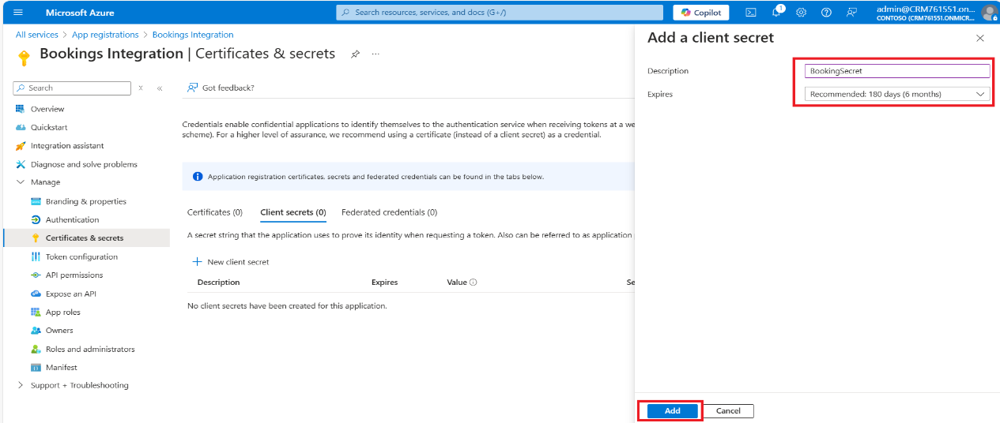 Microsoft Azure
Search resources, services, and docs (G+/)
Copilot
1
admin@CRM761551.on...
CONTOSO (CRM761551.ONMICR...
All services > App registrations > Bookings Integration
Bookings Integration | Certificates & secrets
...
Search
Got feedback?
Overview
Quickstart
Integration assistant
Diagnose and solve problems
Manage
Branding & properties
Authentication
Certificates & secrets
Token configuration
API permissions
Expose an API
App roles
Owners
Roles and administrators
Manifest
Support + Troubleshooting
Credentials enable confidential applications to identify themselves to the authentication service when receiving tokens at a we
scheme). For a higher level of assurance, we recommend using a certificate (instead of a client secret) as a credential.
Application registration certificates, secrets and federated credentials can be found in the tabs below.
Certificates (0) Client secrets (0) Federated credentials (0)
A secret string that the application uses to prove its identity when requesting a token. Also can be referred to as application
New client secret
Description Expires Value Se
No client secrets have been created for this application.
Add a client secret
Description BookingSecret
Expires Recommended: 180 days (6 months)
Add Cancel